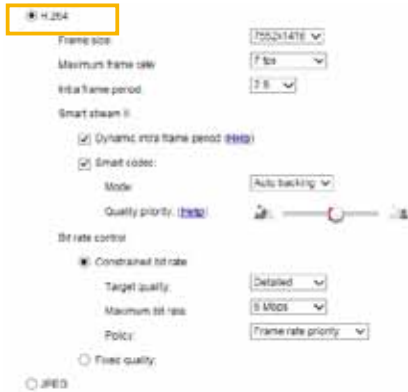 H.264
Frame size 7552x1416
Maximum frame rate 7 fps
Intra frame period 2 S
Smart stream II
Dynamic intra frame period (Help)
Smart codec:
Mode: Auto tracking
Quality priority: (Help)
Bit rate control
Constrained bit rate
Target quality: Detailed
Maximum bit rate 6 Mbps
Policy: Frame rate priority
Fixed quality:
JPEG